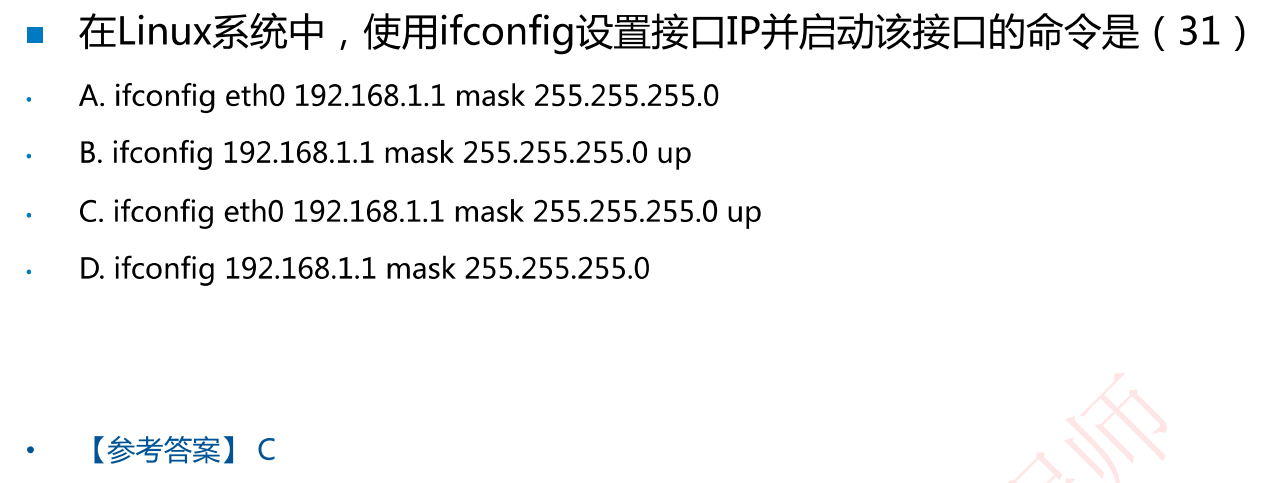 在Linux系统中，使用ifconfig设置接口IP并启动该接口的命令是（31）
A. ifconfig eth0 192.168.1.1 mask 255.255.255.0
B. ifconfig 192.168.1.1 mask 255.255.255.0 up
C. ifconfig eth0 192.168.1.1 mask 255.255.255.0 up
D. ifconfig 192.168.1.1 mask 255.255.255.0
【参考答案】 C
师